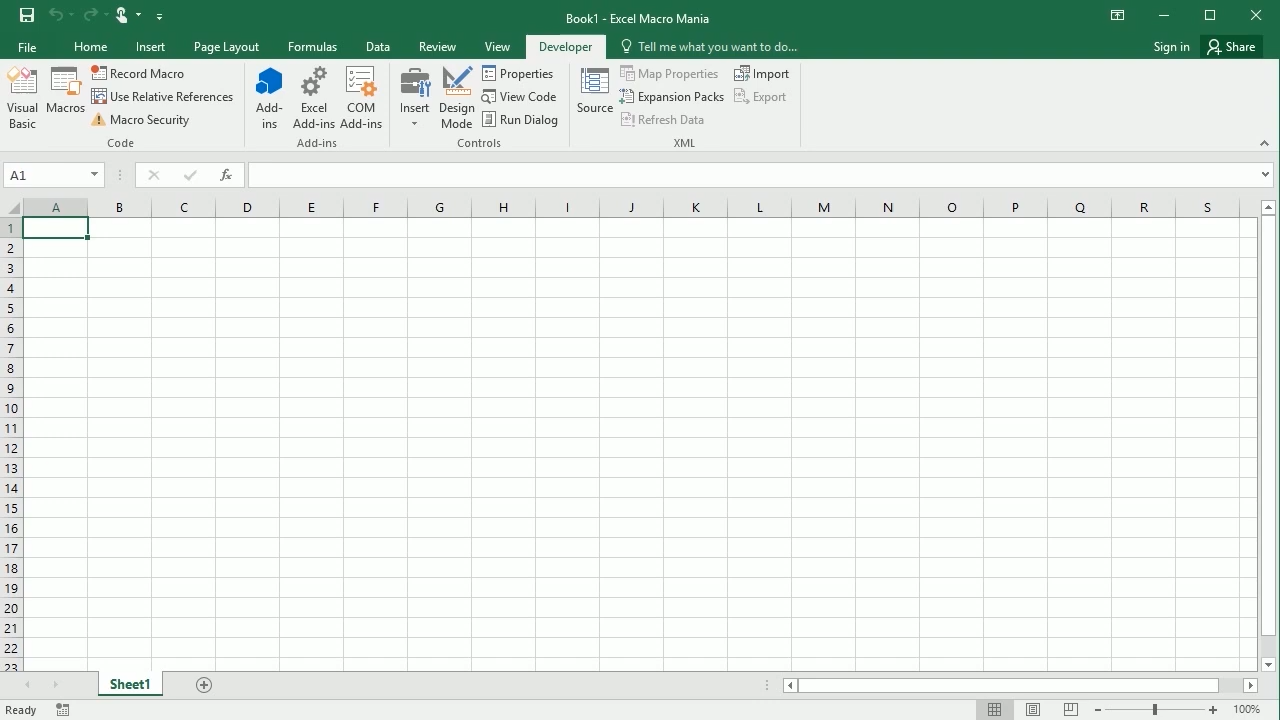 Book1 - Excel Macro Mania
File Home Insert Page Layout Formulas Data Review View Developer Tell me what you want to do... Sign in Share
Visual Basic
Macros
Record Macro
Use Relative References
Macro Security
Code
Add-ins
Excel Add-ins
COM Add-ins
Add-ins
Insert
Design Mode
Properties
View Code
Run Dialog
Controls
Source
Map Properties
Expansion Packs
Refresh Data
Import
Export
XML
A1 fx
A B C D E F G H I J K L M N O P Q R S
1
2
3
4
5
6
7
8
9
10
11
12
13
14
15
16
17
18
19
20
21
22
23
Sheet1
Ready 100%